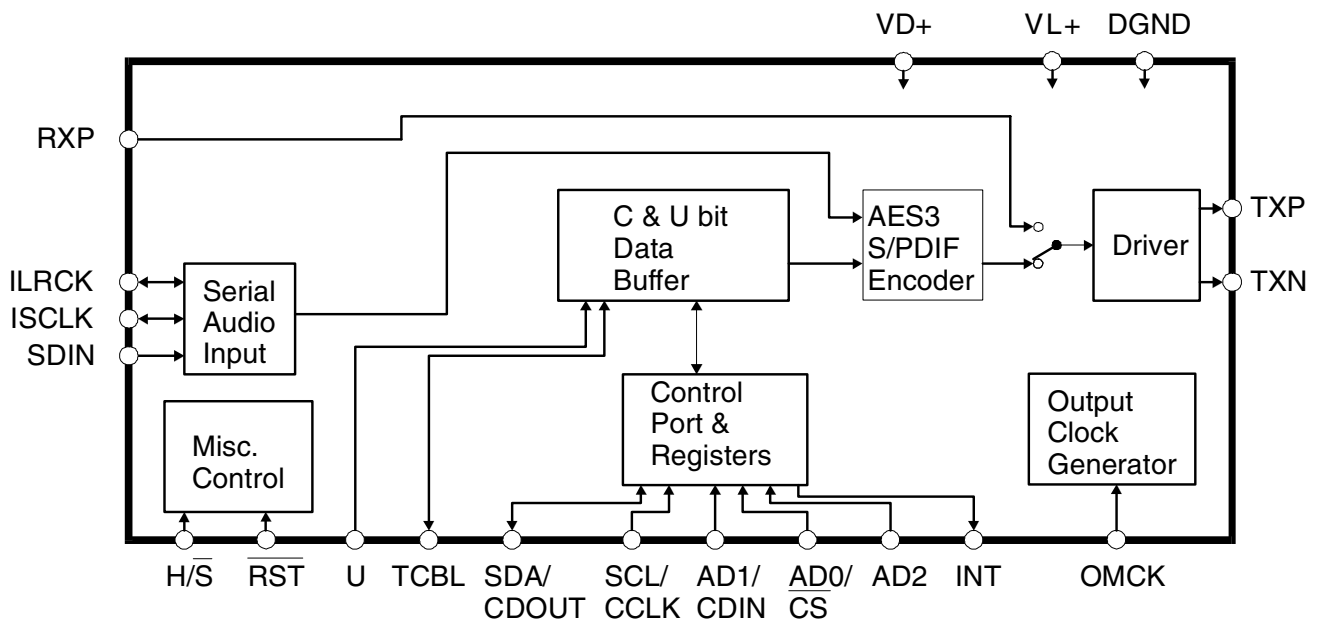 VD+ VL+ DGND
RXP
C & U bit
Data
Buffer
AES3
S/PDIF
Encoder
Driver
TXP
TXN
ILRCK
ISCLK
SDIN
Serial
Audio
Input
Misc.
Control
Control
Port &
Registers
Output
Clock
Generator
H/S̅ R̅S̅T̅ U TCBL SDA/ SCL/ AD1/ AD0/ AD2 INT OMCK
CDOUT CCLK CDIN C̅S̅